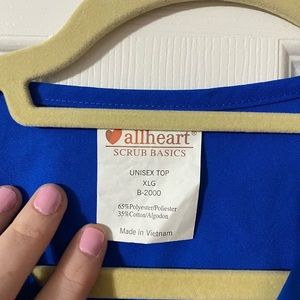 allheart®
SCRUB BASICS
UNISEX TOP
XLG
B-2000
65%Polyester/Poliester
35%Cotton/Algodon
Made in Vietnam